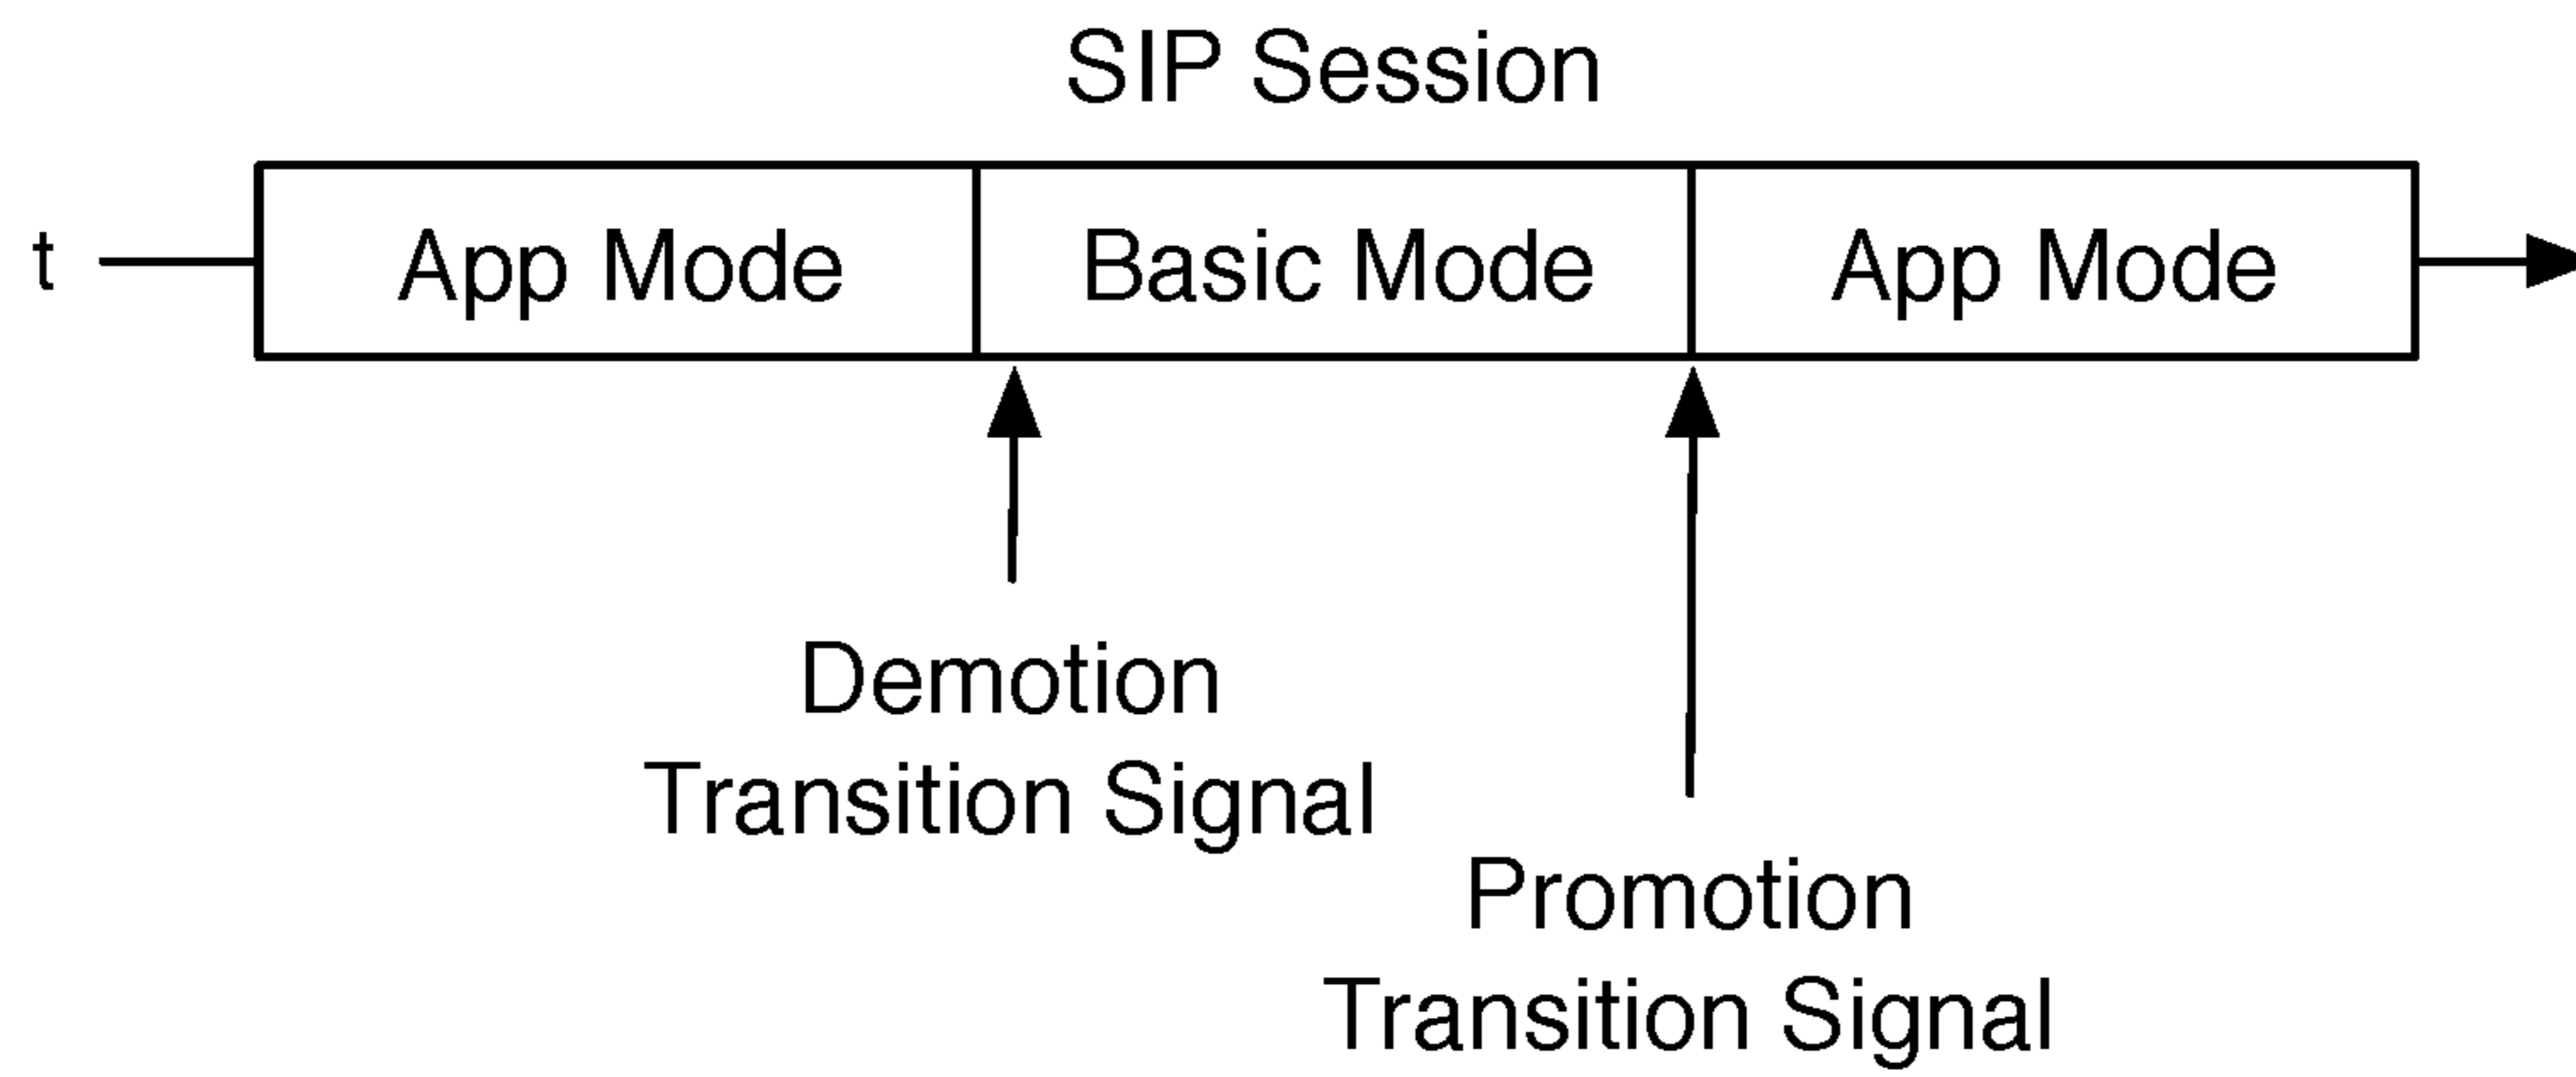 SIP Session
t
App Mode
Basic Mode
App Mode
Demotion
Transition Signal
Promotion
Transition Signal